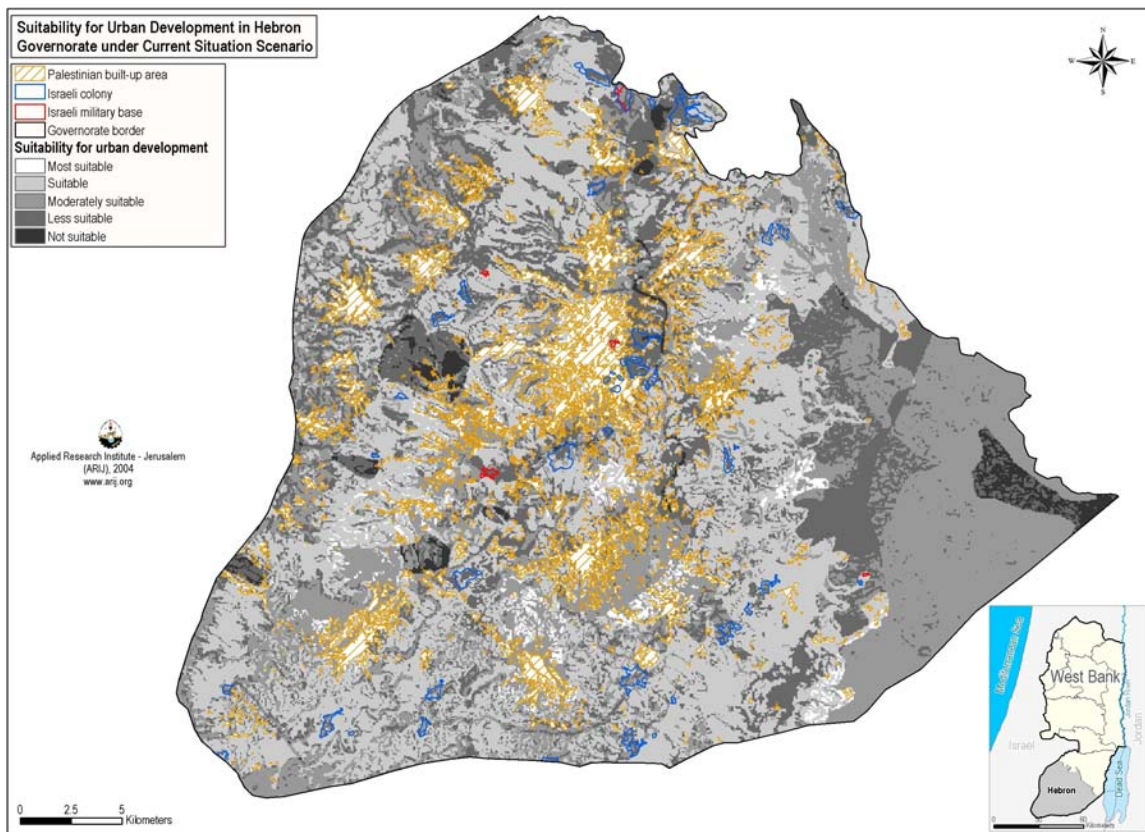 Suitability for Urban Development in Hebron
Governorate under Current Situation Scenario
Palestinian built-up area
Israeli colony
Israeli military base
Governorate border
Suitability for urban development
Most suitable
Suitable
Moderately suitable
Less suitable
Not suitable
N
W E
S
Applied Research Institute - Jerusalem
(ARIJ), 2004
www.arij.org
0 2.5 5
Kilometers
Mediterranean Sea
West Bank
Jordan
Israel
Hebron
Dead Sea
0
Kilometers